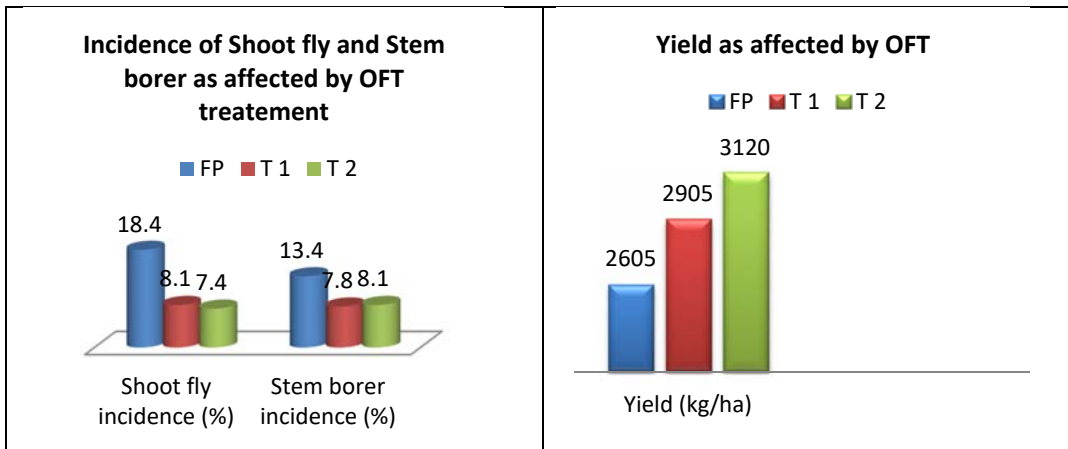 Incidence of Shoot fly and Stem
borer as affected by OFT
treatement
FP T 1 T 2
18.4
8.1 7.4
13.4
7.8 8.1
Shoot fly
incidence (%)
Stem borer
incidence (%)
Yield as affected by OFT
FP T 1 T 2
2605
2905
3120
Yield (kg/ha)